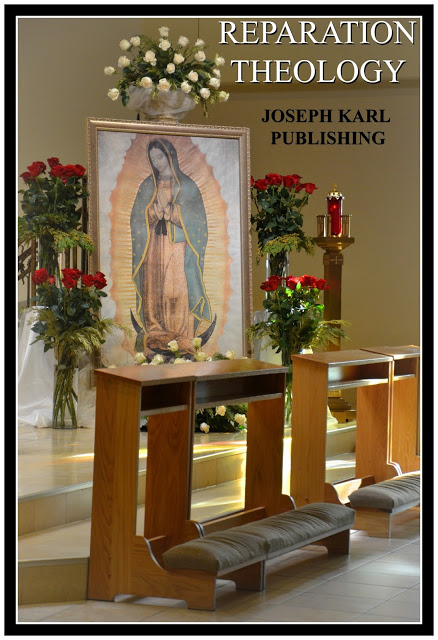 REPARATION
THEOLOGY
JOSEPH KARL
PUBLISHING